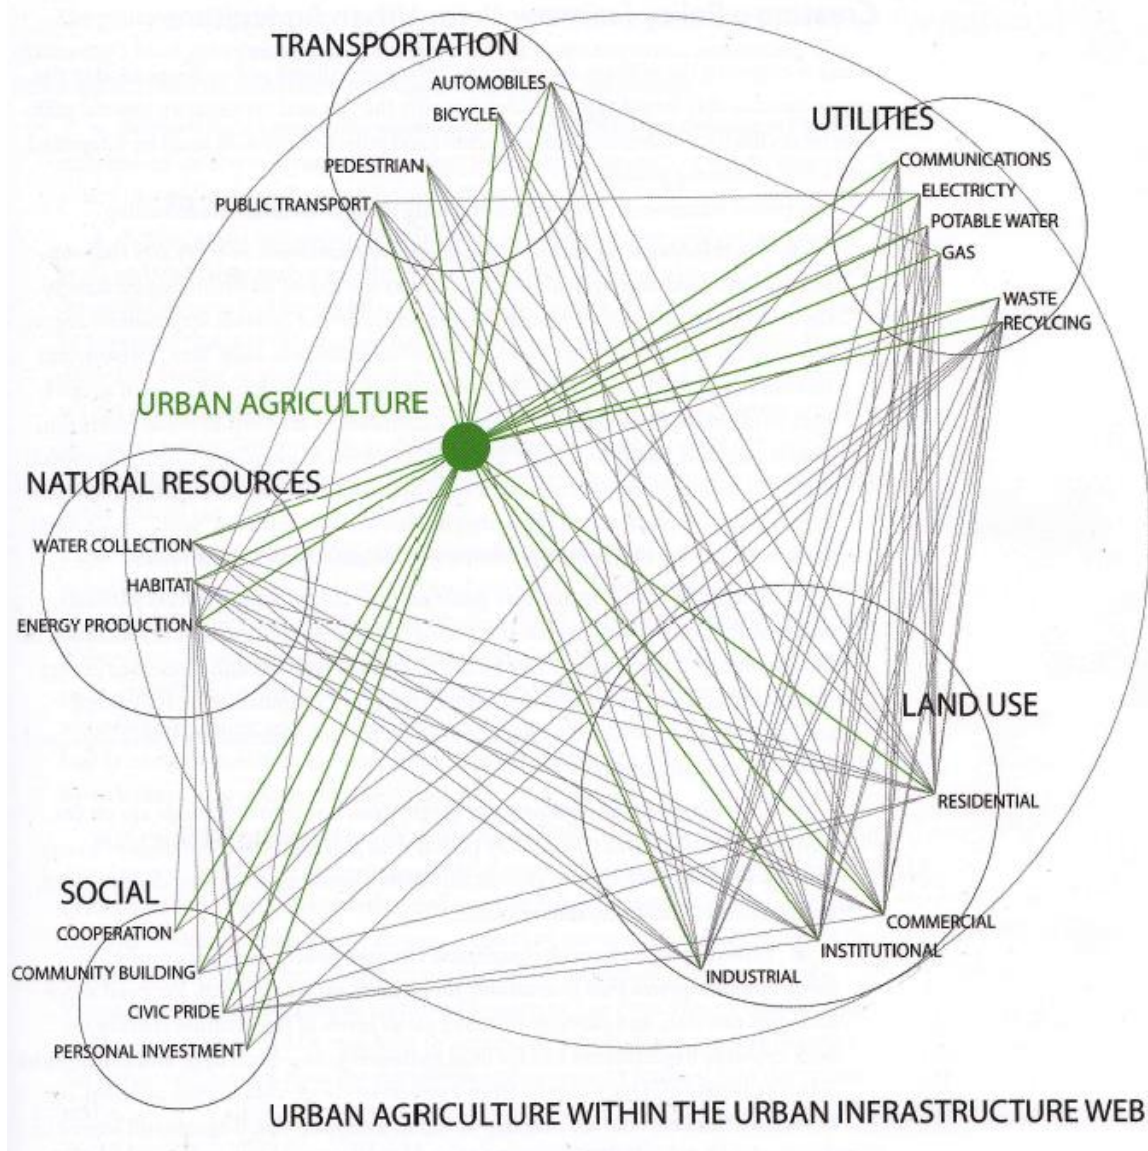 TRANSPORTATION
AUTOMOBILES
BICYCLE
PEDESTRIAN
PUBLIC TRANSPORT
UTILITIES
COMMUNICATIONS
ELECTRICTY
POTABLE WATER
GAS
WASTE
RECYLCING
URBAN AGRICULTURE
NATURAL RESOURCES
WATER COLLECTION
HABITAT
ENERGY PRODUCTION
LAND USE
RESIDENTIAL
COMMERCIAL
INSTITUTIONAL
INDUSTRIAL
SOCIAL
COOPERATION
COMMUNITY BUILDING
CIVIC PRIDE
PERSONAL INVESTMENT
URBAN AGRICULTURE WITHIN THE URBAN INFRASTRUCTURE WEB